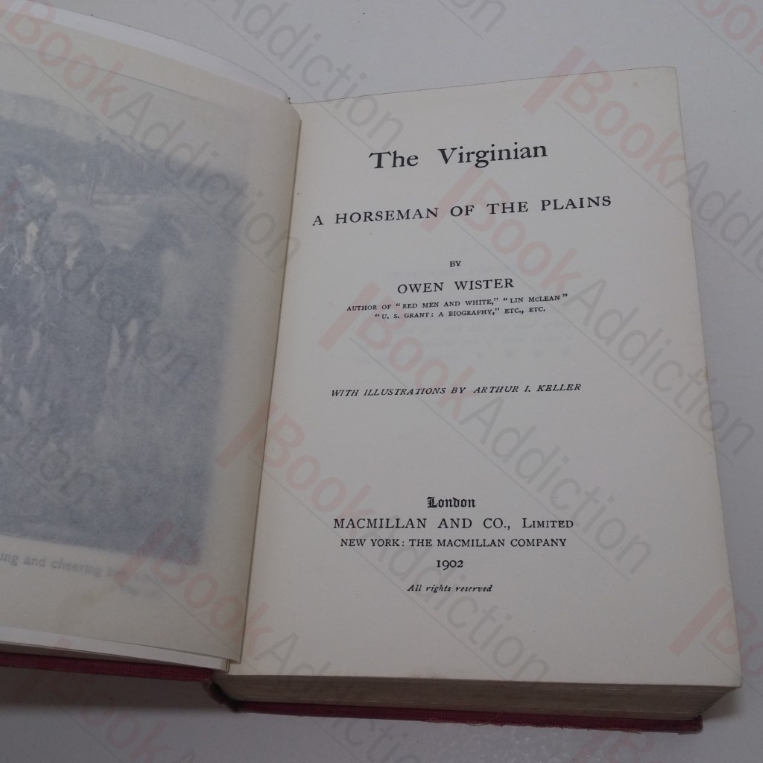 The Virginian
A HORSEMAN OF THE PLAINS
BY
OWEN WISTER
AUTHOR OF "RED MEN AND WHITE," "LIN MCLEAN"
"U. S. GRANT: A BIOGRAPHY," ETC., ETC.
WITH ILLUSTRATIONS BY ARTHUR I. KELLER
London
MACMILLAN AND CO., LIMITED
NEW YORK: THE MACMILLAN COMPANY
1902
All rights reserved
and cheering
BookAddiction